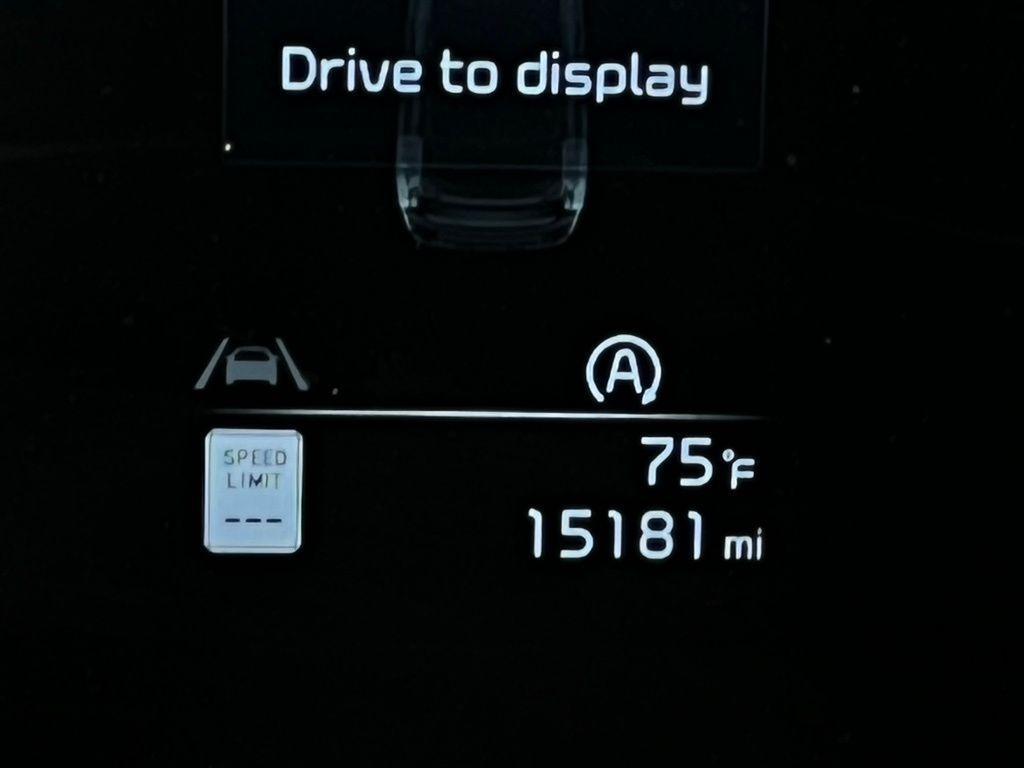 Drive to display
A
SPEED
LIMIT
---
75°F
15181 mi